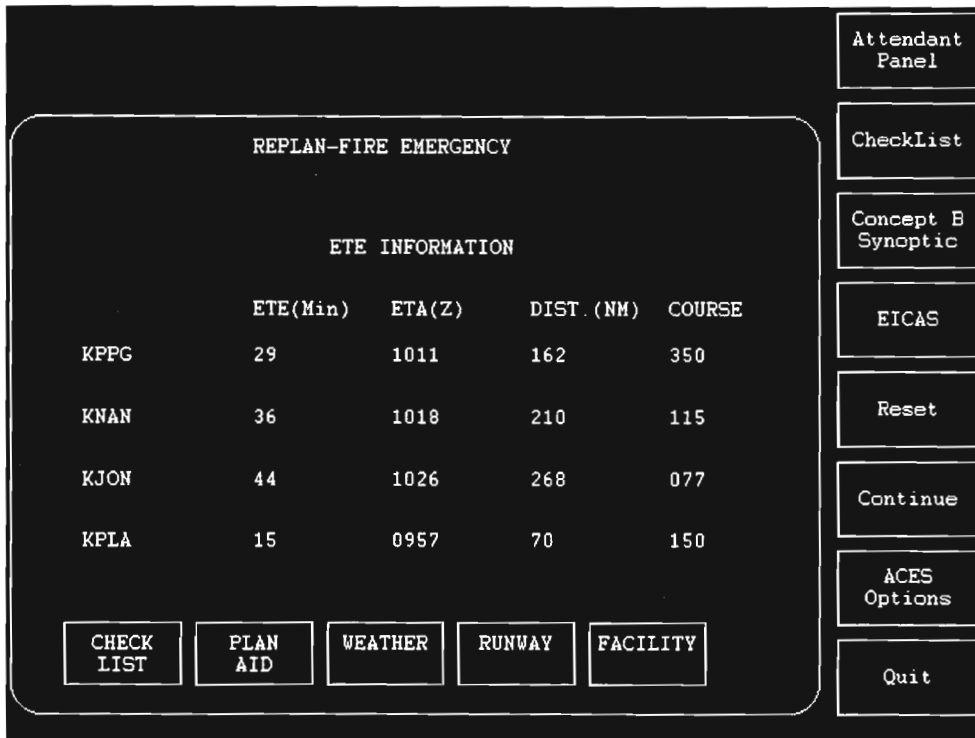 REPLAN-FIRE EMERGENCY
ETE INFORMATION
ETE(Min) ETA(Z) DIST.(NM) COURSE
KPPG 29 1011 162 350
KNAN 36 1018 210 115
KJON 44 1026 268 077
KPLA 15 0957 70 150
CHECK
LIST
PLAN
AID
WEATHER
RUNWAY
FACILITY
Attendant
Panel
CheckList
Concept B
Synoptic
EICAS
Reset
Continue
ACES
Options
Quit